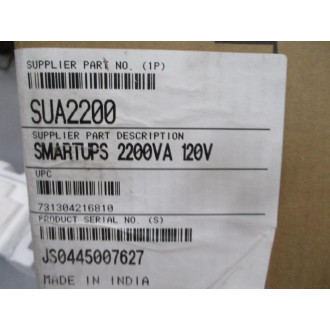 SUPPLIER PART NO. (1P)
SUA2200
SUPPLIER PART DESCRIPTION
SMARTUPS 2200VA 120V
UPC
731304216810
PRODUCT SERIAL NO. (S)
JS0445007627
MADE IN INDIA